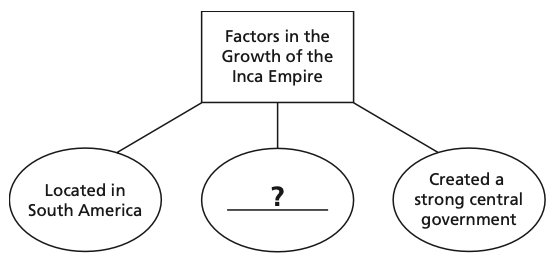 Factors in the
Growth of the
Inca Empire
Located in
South America
?
Created a
strong central
government